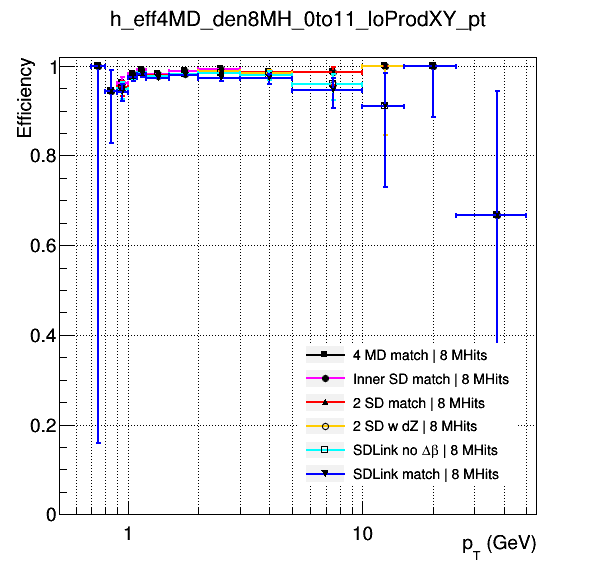 h_eff4MD_den8MH_0to11_loProdXY_pt
Efficiency
1
0.8
0.6
0.4
0.2
0
4 MD match | 8 MHits
Inner SD match | 8 MHits
2 SD match | 8 MHits
2 SD w dZ | 8 MHits
SDLink no Δβ | 8 MHits
SDLink match | 8 MHits
1
10
p_T (GeV)